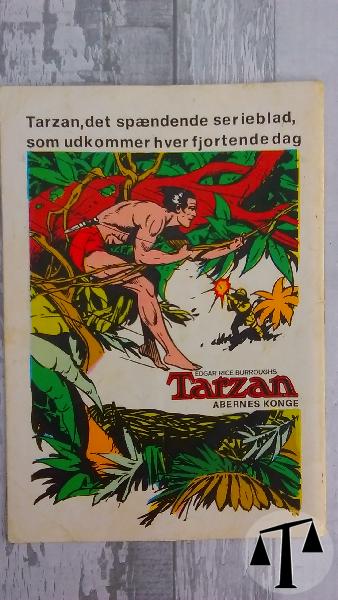 Tarzan,det spændende serieblad,
som udkommer hver fjortende dag
EDGAR RICE BURROUGHS
Tarzan
ABERNES KONGE